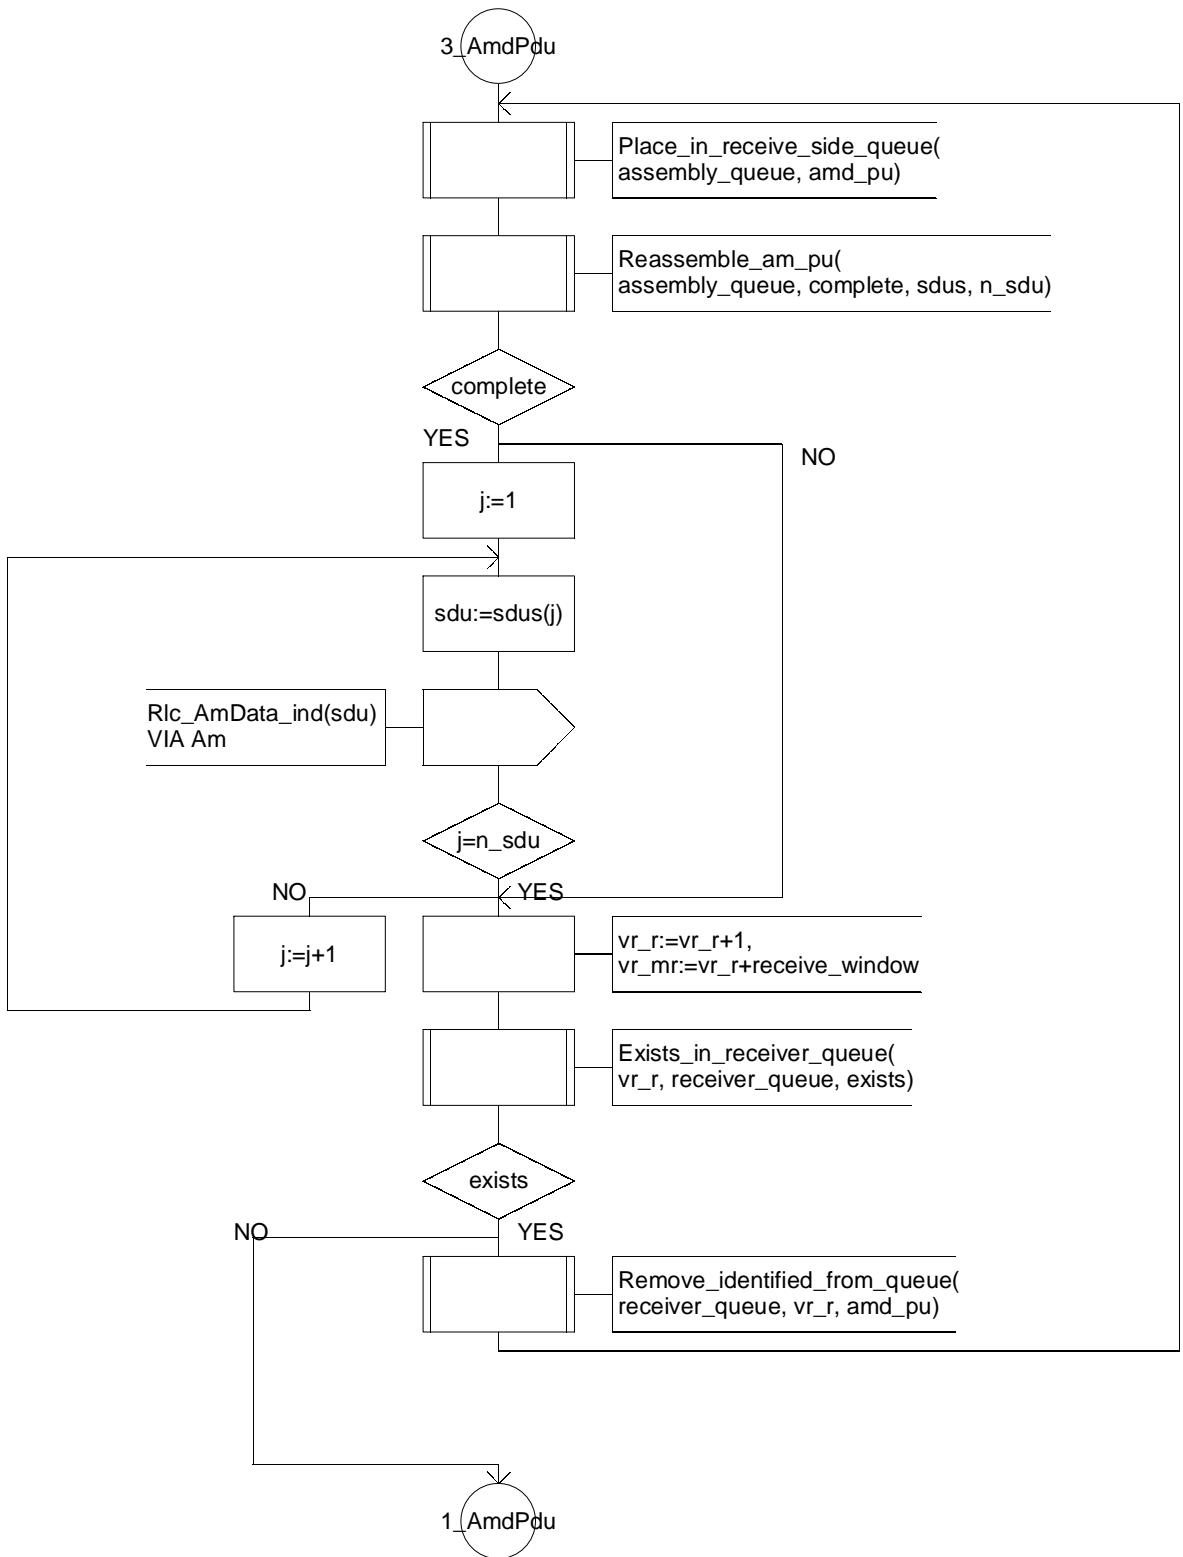 3_AmdPdu
Place_in_receive_side_queue(
assembly_queue, amd_pu)
Reassemble_am_pu(
assembly_queue, complete, sdus, n_sdu)
complete
YES
NO
j:=1
sdu:=sdus(j)
Rlc_AmData_ind(sdu)
VIA Am
j=n_sdu
NO
YES
j:=j+1
vr_r:=vr_r+1,
vr_mr:=vr_r+receive_window
Exists_in_receiver_queue(
vr_r, receiver_queue, exists)
exists
NO
YES
Remove_identified_from_queue(
receiver_queue, vr_r, amd_pu)
1_AmdPdu